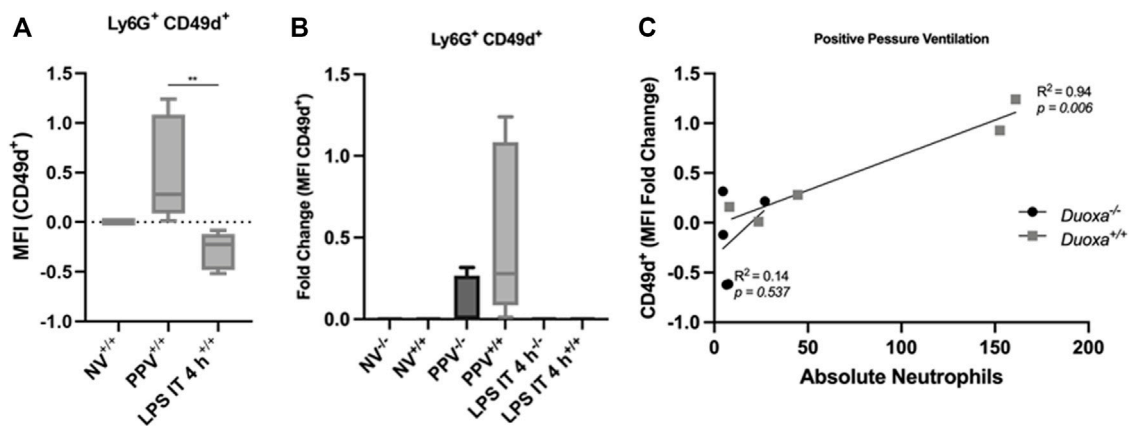 A
Ly6G+ CD49d+
MFI (CD49d+)
1.5
1.0
0.5
0.0
-0.5
-1.0
**
NV+/+
PPV+/+
LPS IT 4 h+/+
B
Ly6G+ CD49d+
Fold Change (MFI CD49d+)
1.5
1.0
0.5
0.0
NV-/-
NV+/+
PPV-/-
PPV+/+
LPS IT 4 h-/-
LPS IT 4 h+/+
C
Positive Pessure Ventilation
CD49d+ (MFI Fold Channge)
1.5
1.0
0.5
0.0
-0.5
-1.0
R2 = 0.94
p = 0.006
R2 = 0.14
p = 0.537
Duoxa-/-
Duoxa+/+
0
50
100
150
200
Absolute Neutrophils